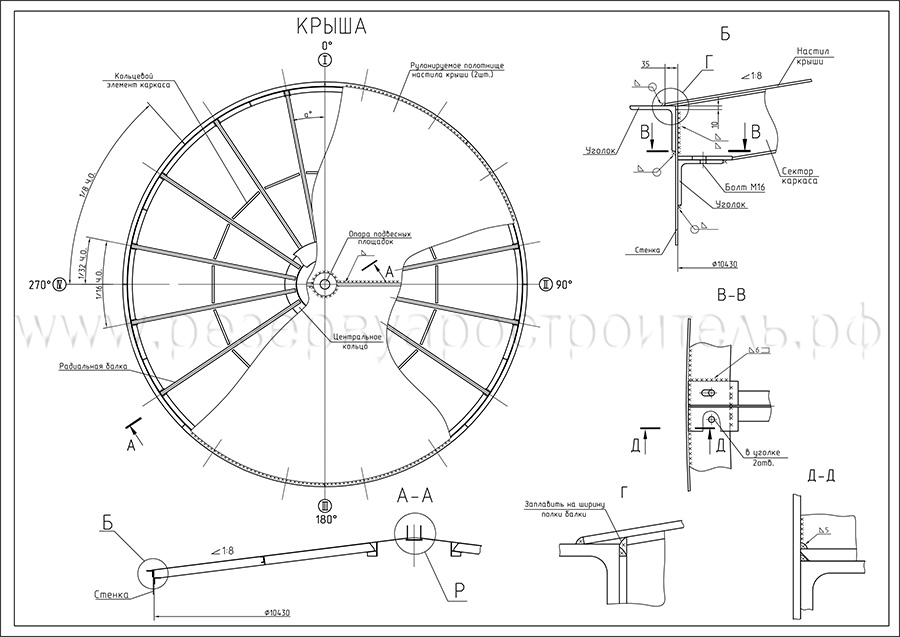 КРЫША
0°
I
Кольцевой
элемент каркаса
Рулонируемое полотнище
настила крыши (2шт.)
а°
1/8 Ч.О.
1/32 Ч.О.
1/16 Ч.О.
Опора подвесных
площадок
А
270°
IV
II
90°
Центральное
кольцо
Радиальная балка
А
III
180°
Б
35
Г
1:8
Настил
крыши
10
В
В
Уголок
Сектор
каркаса
Болт М16
Уголок
Стенка
Ø10430
www.резервуаростроитель.рф
В-В
6
Д
Д
в уголке
2отв.
А-А
Б
1:8
Стенка
Р
Ø10430
Г
Заплавить на ширину
полки балки
Д-Д
5